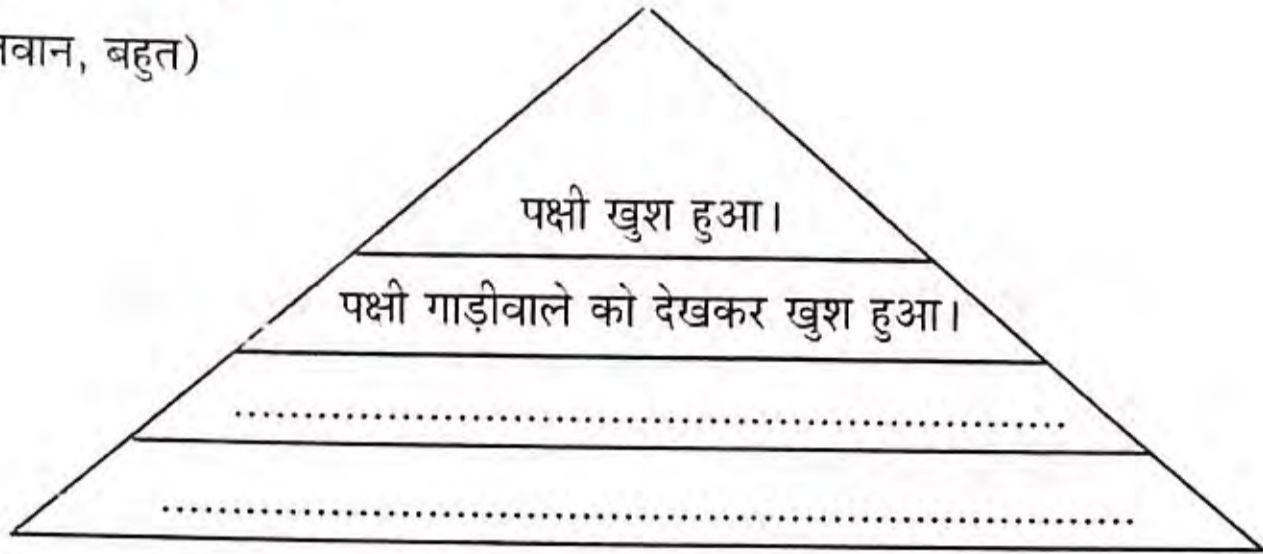 बहुत)
पक्षी खुश हुआ।
पक्षी गाड़ीवाले को देखकर खुश हुआ।